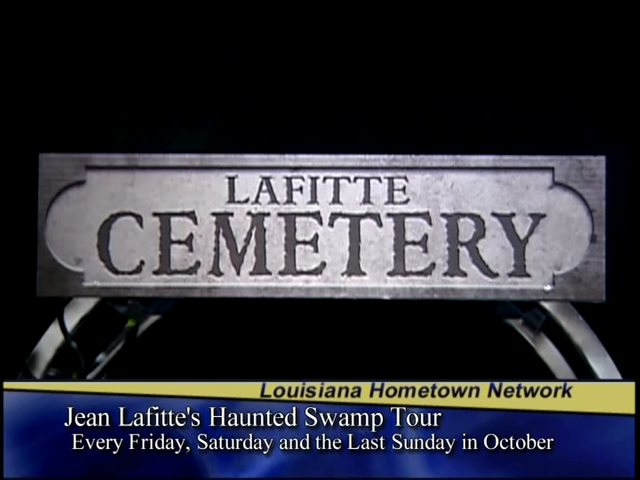 LAFITTE
CEMETERY
Louisiana Hometown Network
Jean Lafitte's Haunted Swamp Tour
Every Friday, Saturday and the Last Sunday in October